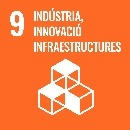 9 INDÚSTRIA,
INNOVACIÓ
INFRAESTRUCTURES